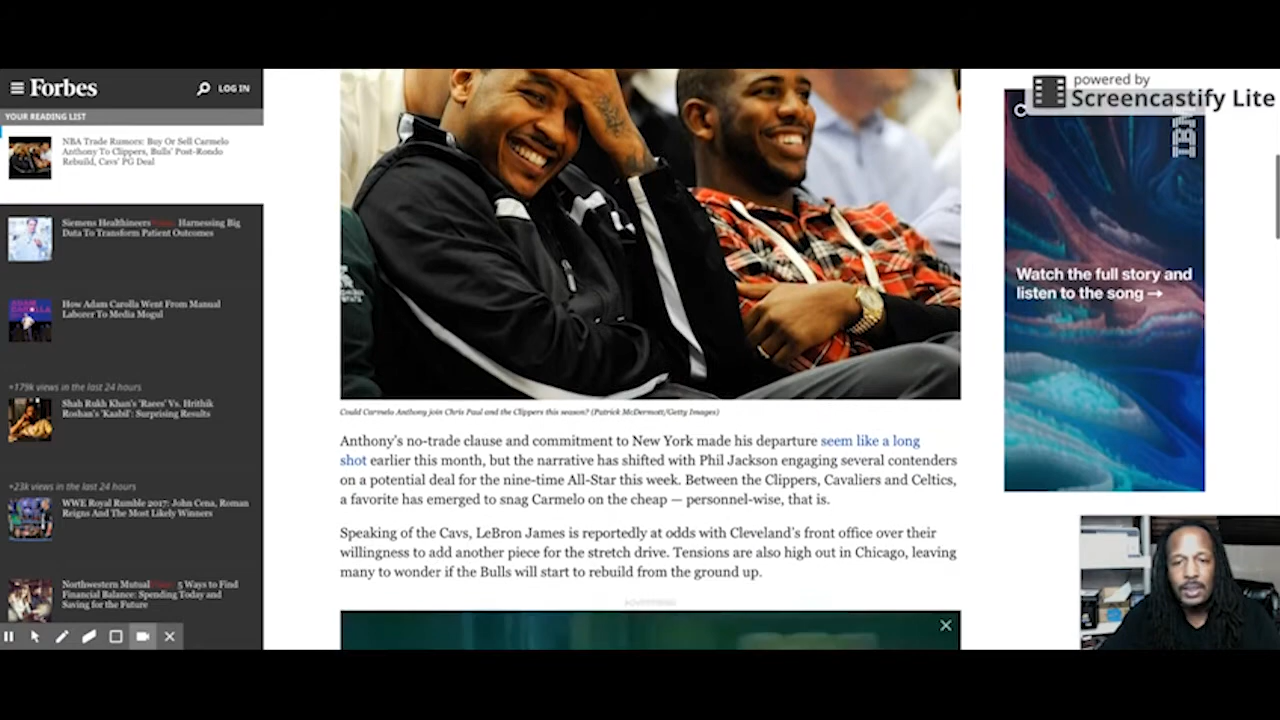 Forbes
LOG IN
YOUR READING LIST
NBA Trade Rumors: Buy Or Sell Carmelo
Anthony To Clippers, Bulls' Post-Rondo
Rebuild, Cavs' PG Deal
Siemens Healthineers Harnessing Big
Data To Transform Patient Outcomes
How Adam Carolla Went From Manual
Laborer To Media Mogul
+179k views in the last 24 hours
Shah Rukh Khan's 'Raees' Vs. Hrithik
Roshan's 'Kaabil': Surprising Results
+23k views in the last 24 hours
WWE Royal Rumble 2017: John Cena, Roman
Reigns And The Most Likely Winners
Northwestern Mutual 5 Ways to Find
Financial Balance: Spending Today and
Saving for the Future
Could Carmelo Anthony join Chris Paul and the Clippers this season? (Patrick McDermott/Getty Images)
Anthony's no-trade clause and commitment to New York made his departure seem like a long
shot earlier this month, but the narrative has shifted with Phil Jackson engaging several contenders
on a potential deal for the nine-time All-Star this week. Between the Clippers, Cavaliers and Celtics,
a favorite has emerged to snag Carmelo on the cheap — personnel-wise, that is.
Speaking of the Cavs, LeBron James is reportedly at odds with Cleveland's front office over their
willingness to add another piece for the stretch drive. Tensions are also high out in Chicago, leaving
many to wonder if the Bulls will start to rebuild from the ground up.
powered by
Screencastify Lite
Watch the full story and
listen to the song →